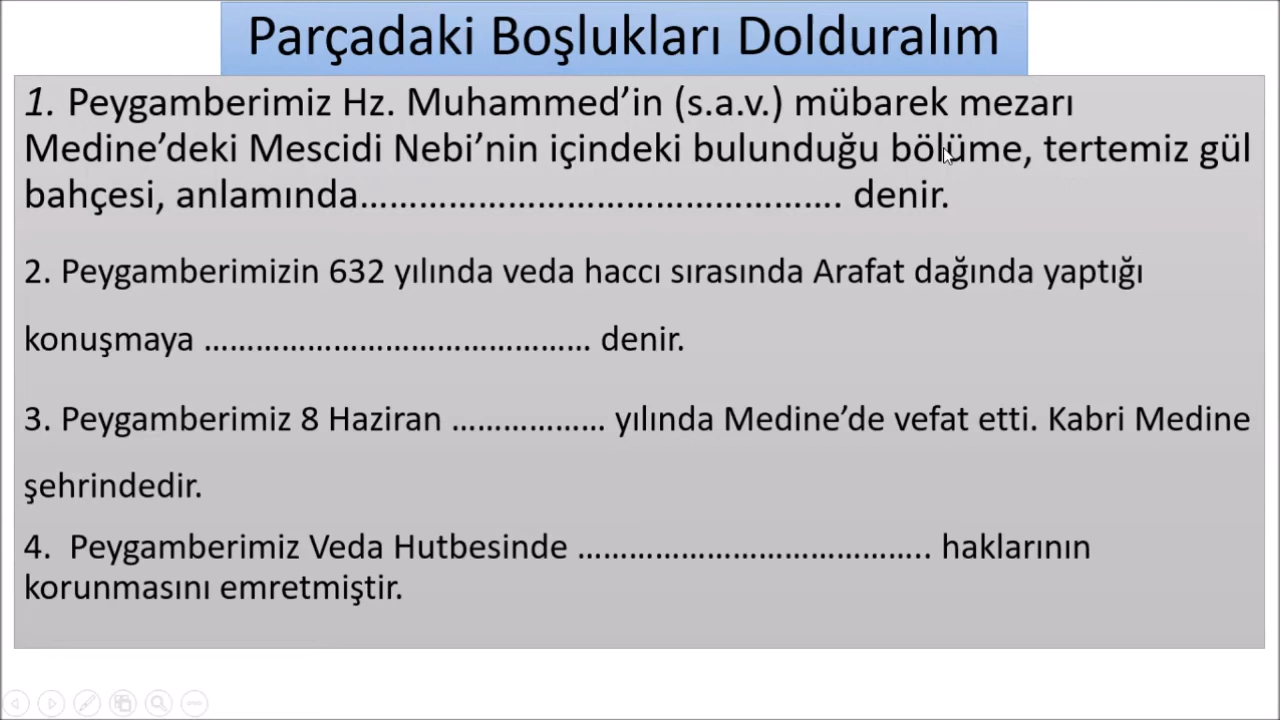 Parçadaki Boşlukları Dolduralım
1. Peygamberimiz Hz. Muhammed’in (s.a.v.) mübarek mezarı
Medine’deki Mescidi Nebi’nin içindeki bulunduğu bölüme, tertemiz gül
bahçesi, anlamında…………………………………………. denir.
2. Peygamberimizin 632 yılında veda haccı sırasında Arafat dağında yaptığı
konuşmaya ……………………………………… denir.
3. Peygamberimiz 8 Haziran ……………… yılında Medine’de vefat etti. Kabri Medine
şehrindedir.
4. Peygamberimiz Veda Hutbesinde ………………………………….. haklarının
korunmasını emretmiştir.